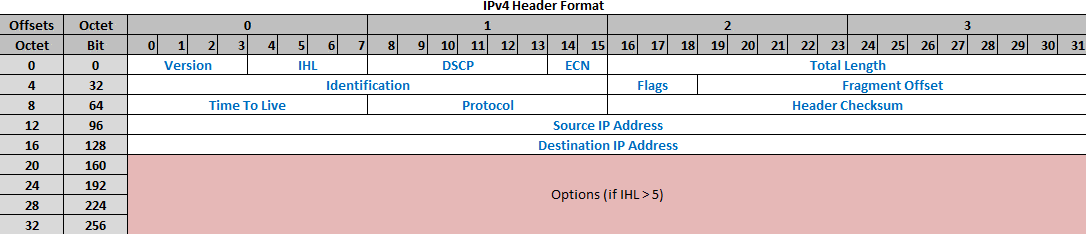 IPv4 Header Format
Offsets Octet 0 1 2 3
Octet Bit 0 1 2 3 4 5 6 7 8 9 10 11 12 13 14 15 16 17 18 19 20 21 22 23 24 25 26 27 28 29 30 31
0 0 Version IHL DSCP ECN Total Length
4 32 Identification Flags Fragment Offset
8 64 Time To Live Protocol Header Checksum
12 96 Source IP Address
16 128 Destination IP Address
20 160
24 192 Options (if IHL > 5)
28 224
32 256